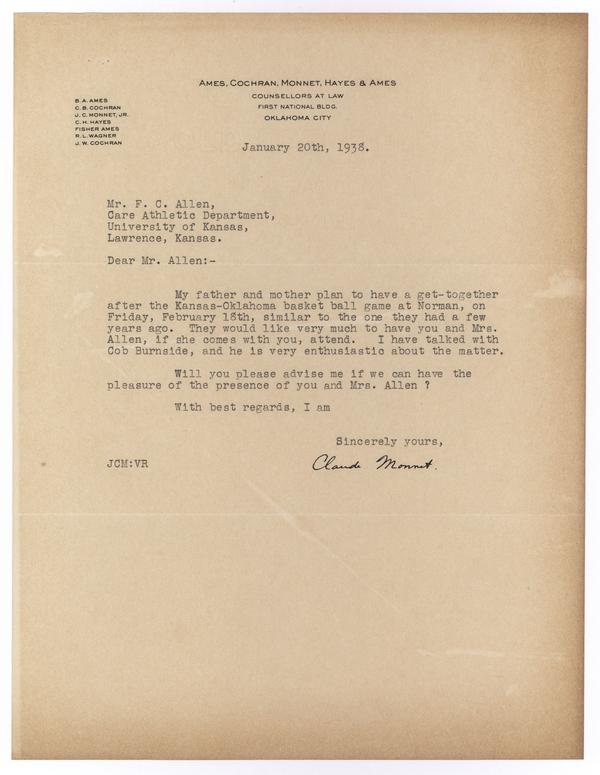 AMES, COCHRAN, MONNET, HAYES & AMES
COUNSELLORS AT LAW
FIRST NATIONAL BLDG.
OKLAHOMA CITY
B. A. AMES
C. B. COCHRAN
J. C. MONNET, JR.
C. H. HAYES
FISHER AMES
R. L. WAGNER
J. W. COCHRAN
January 20th, 1938.
Mr. F. C. Allen,
Care Athletic Department,
University of Kansas,
Lawrence, Kansas.
Dear Mr. Allen:-
My father and mother plan to have a get-together
after the Kansas-Oklahoma basket ball game at Norman, on
Friday, February 18th, similar to the one they had a few
years ago. They would like very much to have you and Mrs.
Allen, if she comes with you, attend. I have talked with
Cob Burnside, and he is very enthusiastic about the matter.
Will you please advise me if we can have the
pleasure of the presence of you and Mrs. Allen ?
With best regards, I am
Sincerely yours,
JCM:VR
Claude Monnet.